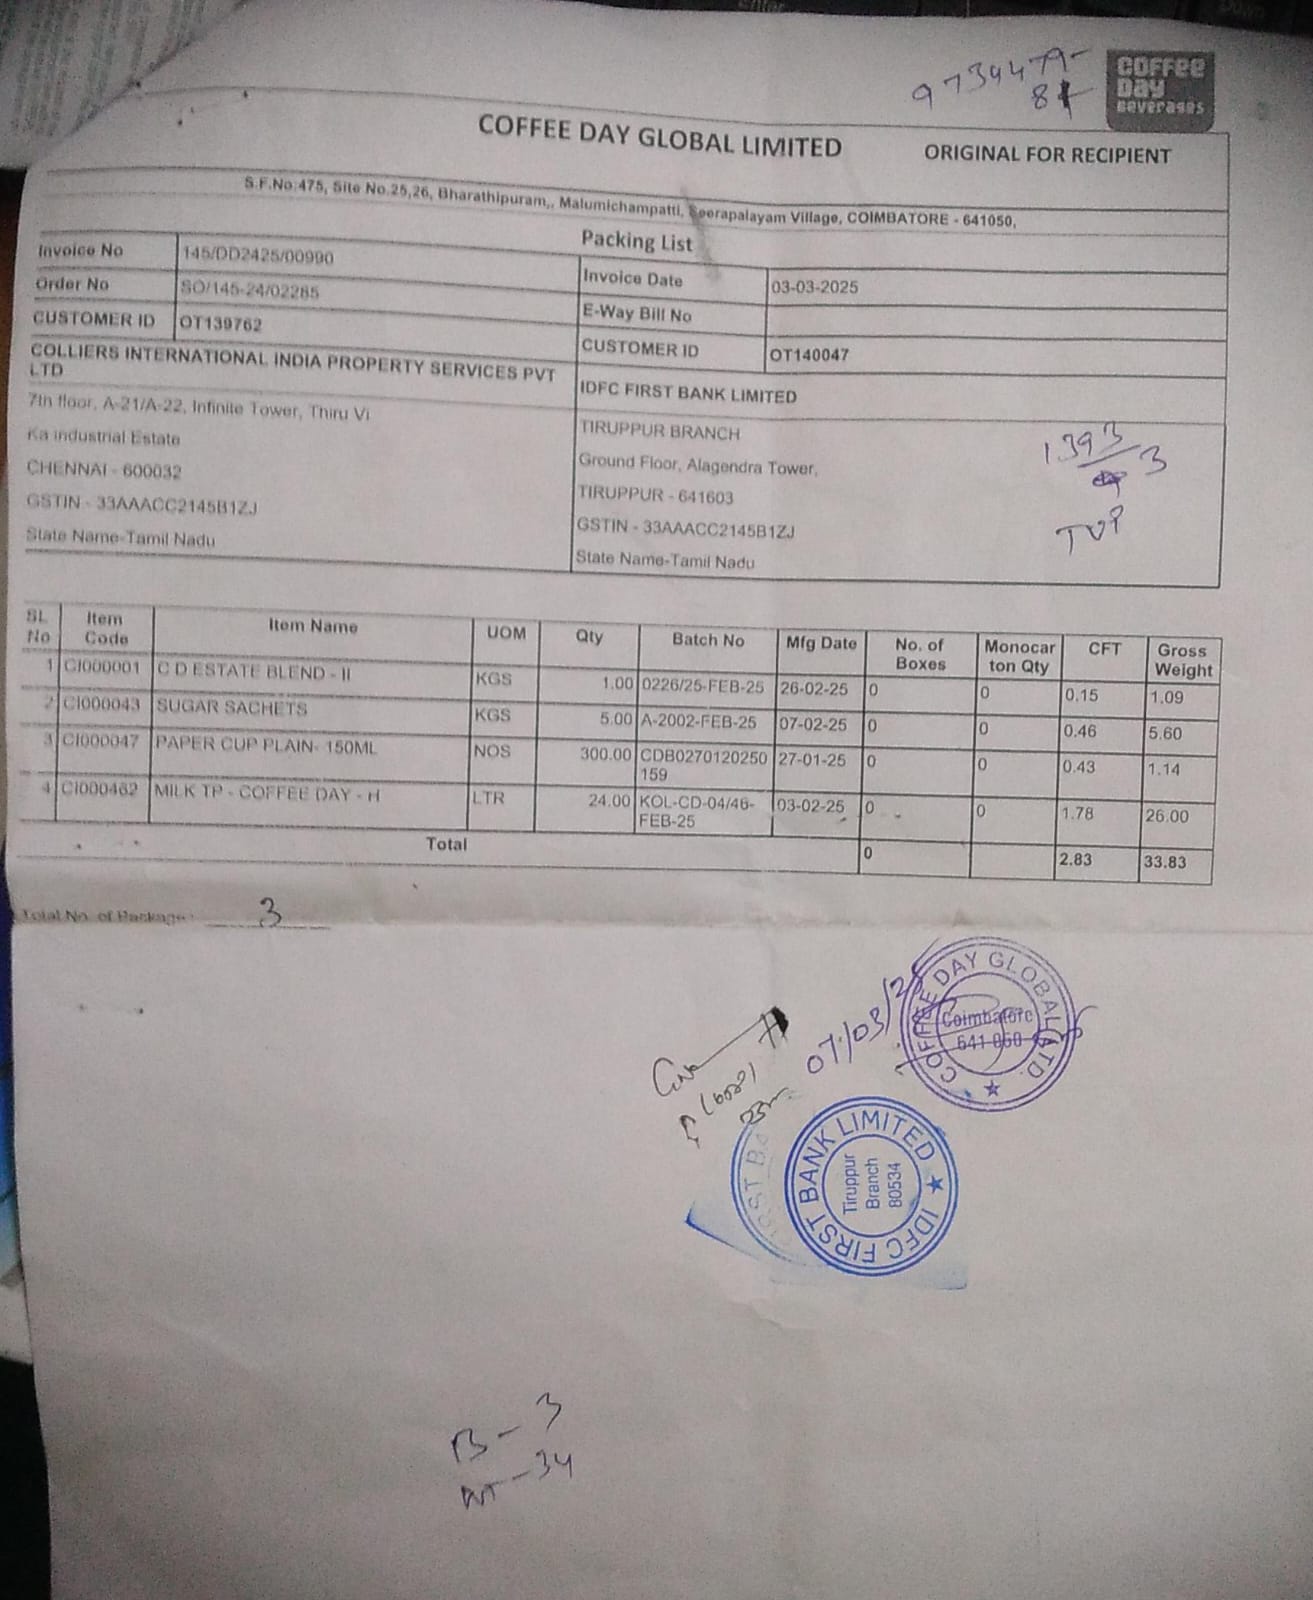 COFFEE
DAY
Beverages
COFFEE DAY GLOBAL LIMITED
ORIGINAL FOR RECIPIENT
S.F.No:475, Site No.25,26, Bharathipuram,, Malumichampatti, Seerapalayam Village, COIMBATORE - 641050,
Packing List
Invoice No 145/DD2425/00990 Invoice Date 03-03-2025
Order No SO/145-24/02285 E-Way Bill No
CUSTOMER ID OT139762 CUSTOMER ID OT140047
COLLIERS INTERNATIONAL INDIA PROPERTY SERVICES PVT
LTD
7th floor, A-21/A-22, Infinite Tower, Thiru Vi
Ka industrial Estate
CHENNAI - 600032
GSTIN - 33AAACC2145B1ZJ
State Name-Tamil Nadu
IDFC FIRST BANK LIMITED
TIRUPPUR BRANCH
Ground Floor, Alagendra Tower,
TIRUPPUR - 641603
GSTIN - 33AAACC2145B1ZJ
State Name-Tamil Nadu
1393/3
TUP
SL No Item Code Item Name UOM Qty Batch No Mfg Date No. of Boxes Monocar ton Qty CFT Gross Weight
1 CI000001 C D ESTATE BLEND - II KGS 1.00 0226/25-FEB-25 26-02-25 0 0 0.15 1.09
2 CI000043 SUGAR SACHETS KGS 5.00 A-2002-FEB-25 07-02-25 0 0 0.46 5.60
3 CI000047 PAPER CUP PLAIN- 150ML NOS 300.00 CDB0270120250159 27-01-25 0 0 0.43 1.14
4 CI000462 MILK TP - COFFEE DAY - H LTR 24.00 KOL-CD-04/46-FEB-25 03-02-25 0 0 1.78 26.00
Total 0 2.83 33.83
Total No. of Package: 3
07/03/25
COFFEE DAY GLOBAL LTD.
Coimbatore
641 050
IDFC FIRST BANK LIMITED
Tiruppur
Branch
80534
B - 3
WT - 34